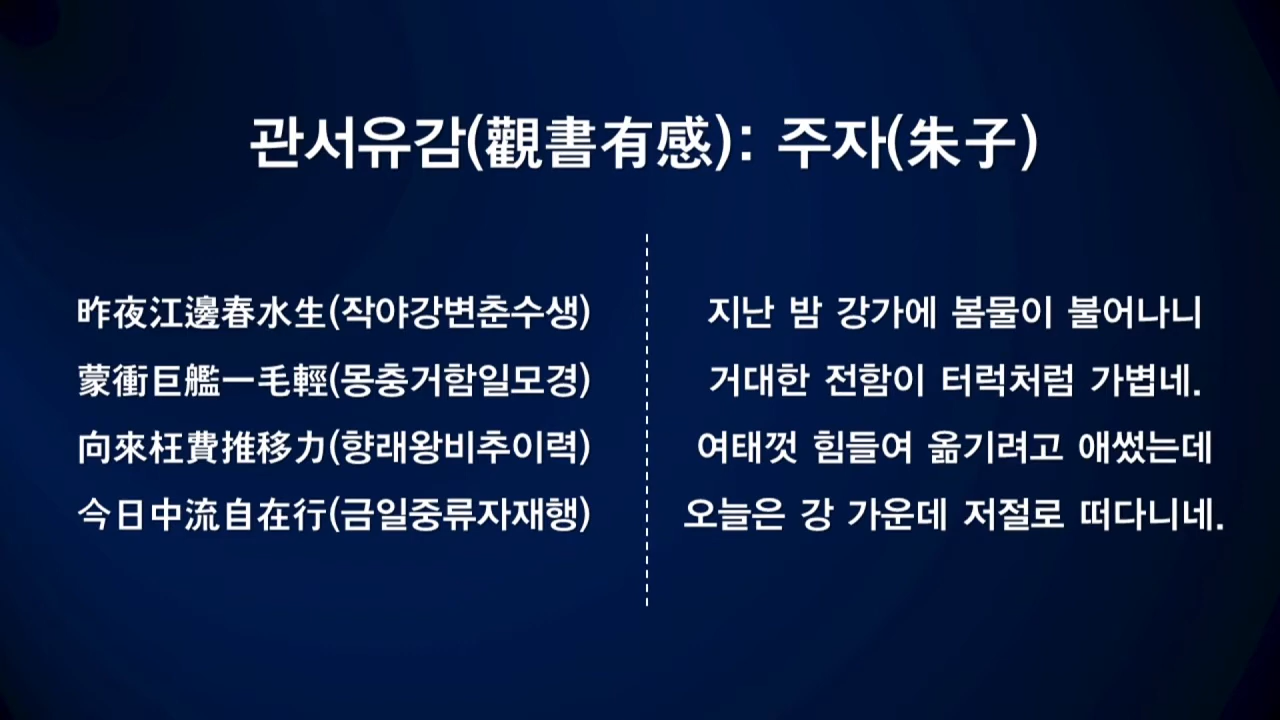 관서유감(觀書有感): 주자(朱子)
昨夜江邊春水生(작야강변춘수생)
蒙衝巨艦一毛輕(몽충거함일모경)
向來枉費推移力(향래왕비추이력)
今日中流自在行(금일중류자재행)
지난 밤 강가에 봄물이 불어나니
거대한 전함이 터럭처럼 가볍네.
여태껏 힘들여 옮기려고 애썼는데
오늘은 강 가운데 저절로 떠다니네.